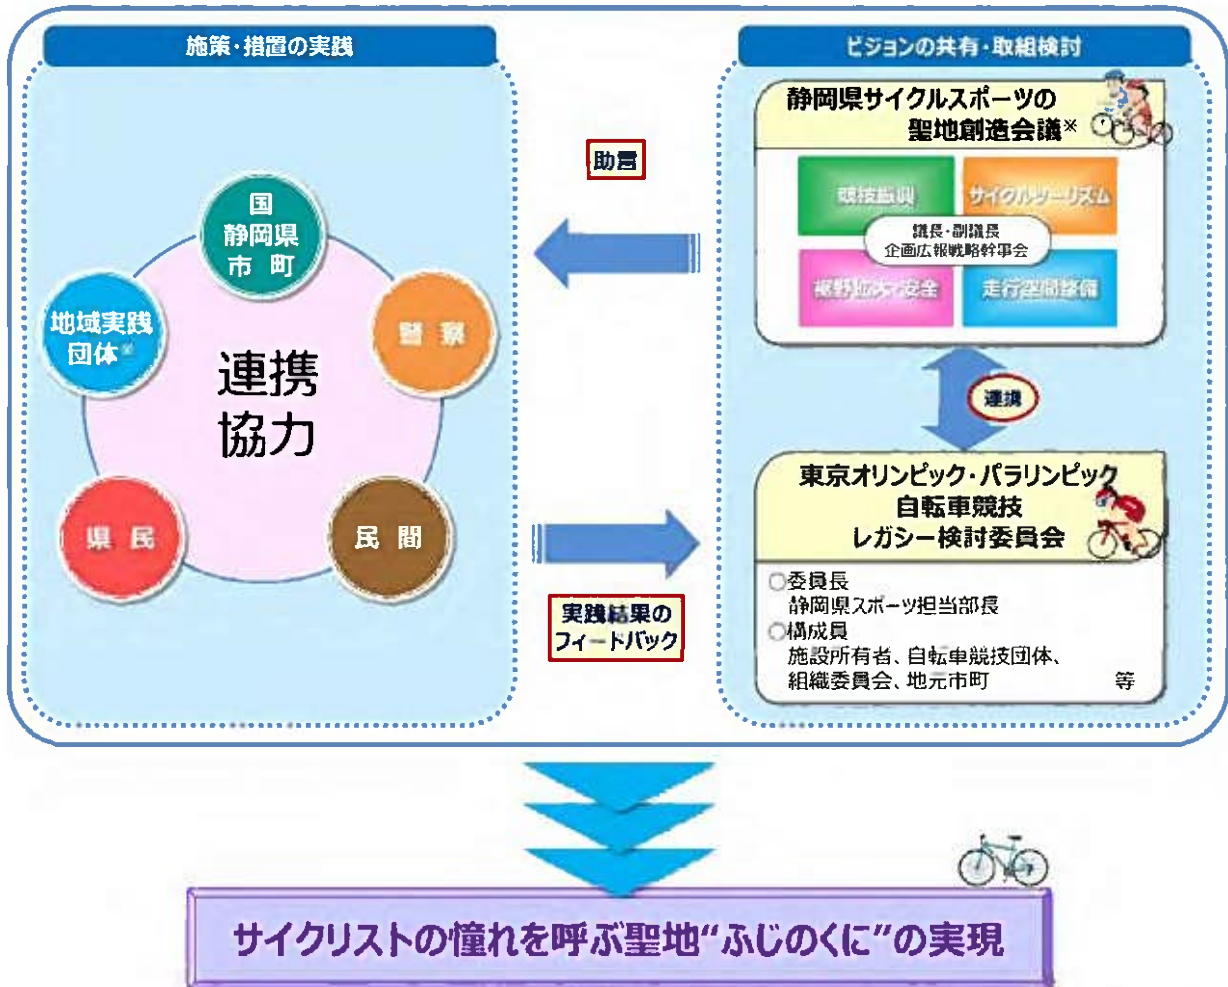 施策・措置の実践
国
静岡県
市 町
地域実践
団体※
警 察
連携
協力
県 民
民 間
助言
実践結果の
フィードバック
ビジョンの共有・取組検討
静岡県サイクルスポーツの
聖地創造会議※
競技振興
サイクルツーリズム
議長・副議長
企画広報戦略幹事会
裾野拡大・安全
走行空間整備
連携
東京オリンピック・パラリンピック
自転車競技
レガシー検討委員会
○委員長
静岡県スポーツ担当部長
○構成員
施設所有者、自転車競技団体、
組織委員会、地元市町 等
サイクリストの憧れを呼ぶ聖地“ふじのくに”の実現